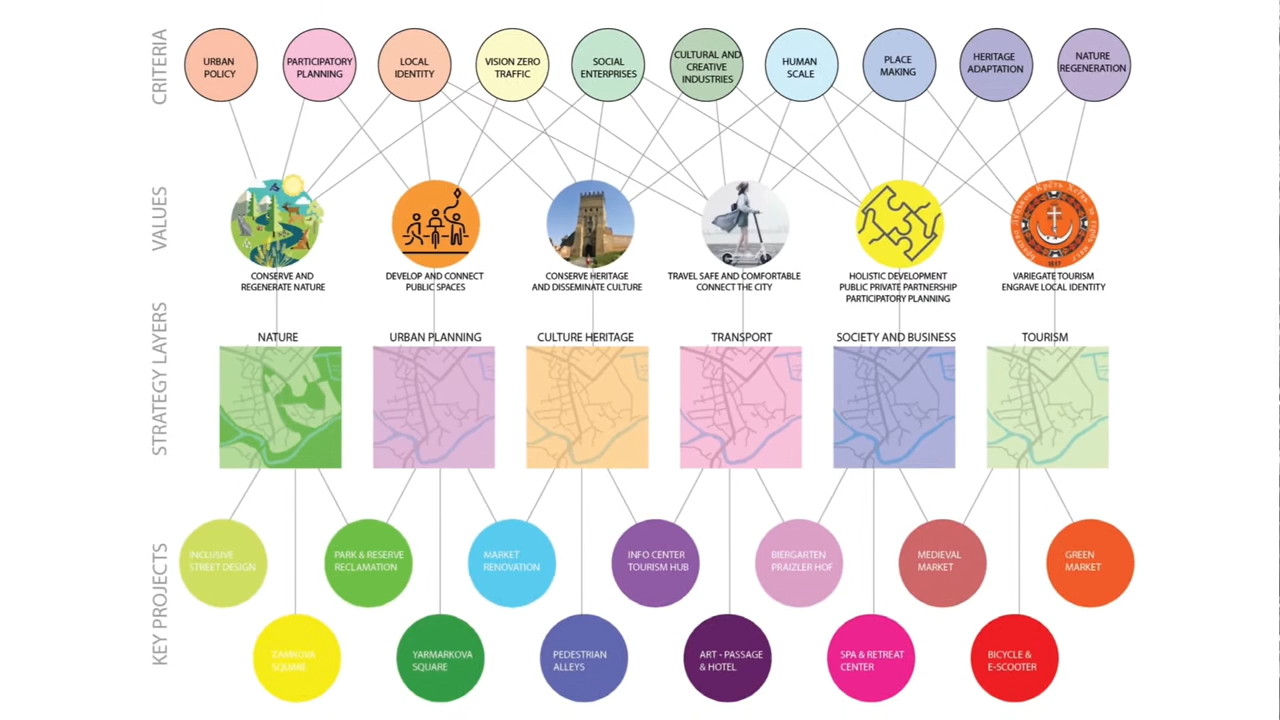 CRITERIA
URBAN
POLICY
PARTICIPATORY
PLANNING
LOCAL
IDENTITY
VISION ZERO
TRAFFIC
SOCIAL
ENTERPRISES
CULTURAL AND
CREATIVE
INDUSTRIES
HUMAN
SCALE
PLACE
MAKING
HERITAGE
ADAPTATION
NATURE
REGENERATION
VALUES
CONSERVE AND
REGENERATE NATURE
DEVELOP AND CONNECT
PUBLIC SPACES
CONSERVE HERITAGE
AND DISSEMINATE CULTURE
TRAVEL SAFE AND COMFORTABLE
CONNECT THE CITY
HOLISTIC DEVELOPMENT
PUBLIC PRIVATE PARTNERSHIP
PARTICIPATORY PLANNING
VARIEGATE TOURISM
ENGRAVE LOCAL IDENTITY
STRATEGY LAYERS
NATURE
URBAN PLANNING
CULTURE HERITAGE
TRANSPORT
SOCIETY AND BUSINESS
TOURISM
KEY PROJECTS
INCLUSIVE
STREET DESIGN
PARK & RESERVE
RECLAMATION
MARKET
RENOVATION
INFO CENTER
TOURISM HUB
BIERGARTEN
PRAIZLER HOF
MEDIEVAL
MARKET
GREEN
MARKET
ZAMKOVA
SQUARE
YARMARKOVA
SQUARE
PEDESTRIAN
ALLEYS
ART - PASSAGE
& HOTEL
SPA & RETREAT
CENTER
BICYCLE &
E-SCOOTER